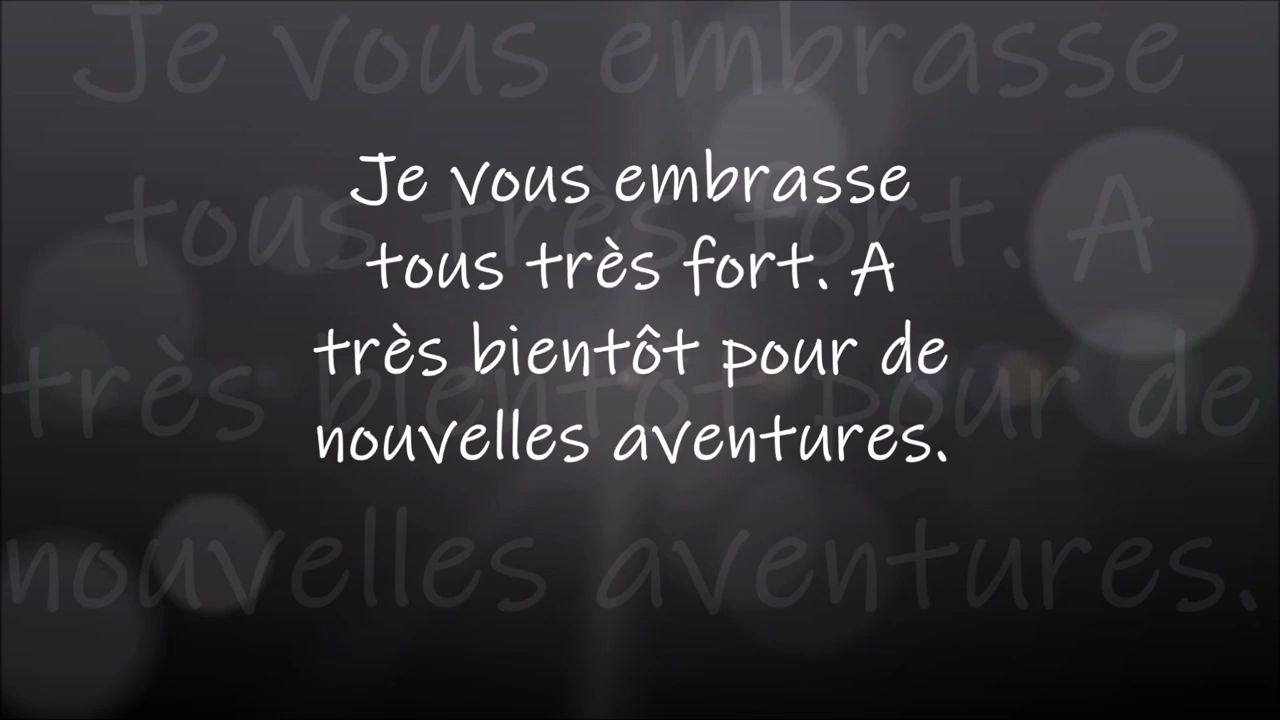 Je vous embrasse
tous très fort. A
très bientôt pour de
nouvelles aventures.